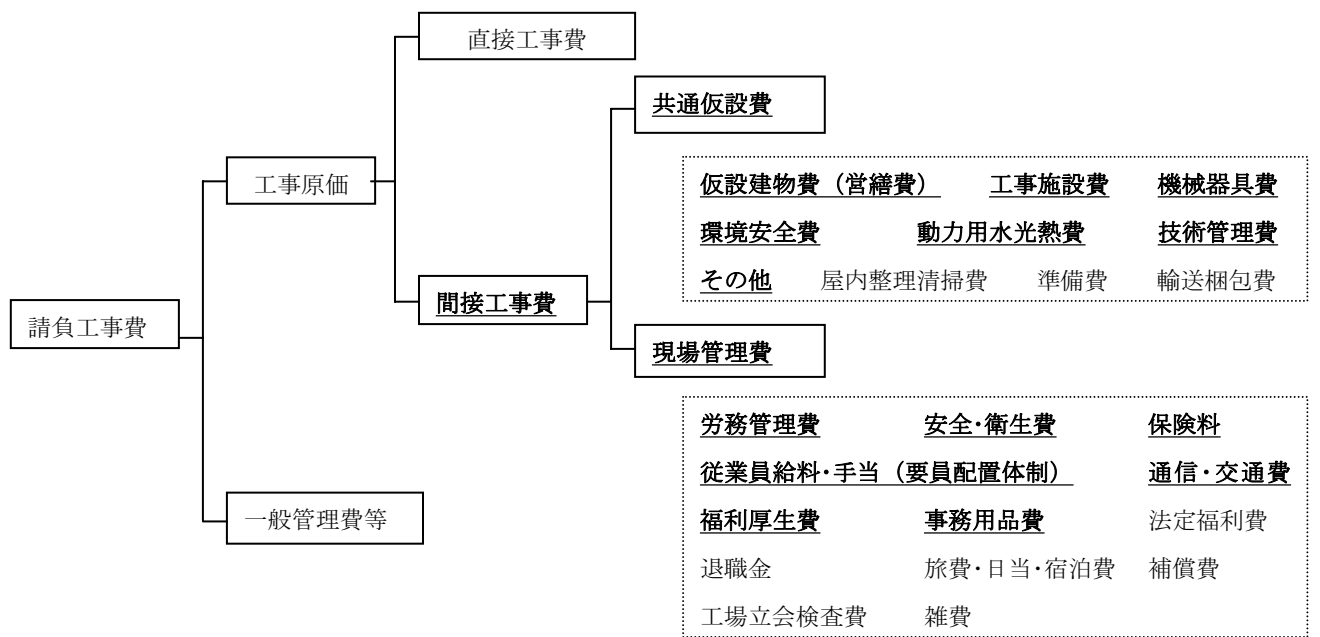 直接工事費
共通仮設費
工事原価
仮設建物費（営繕費） 工事施設費 機械器具費
環境安全費 動力用水光熱費 技術管理費
その他 屋内整理清掃費 準備費 輸送梱包費
間接工事費
請負工事費
現場管理費
労務管理費 安全・衛生費 保険料
従業員給料・手当（要員配置体制） 通信・交通費
福利厚生費 事務用品費 法定福利費
一般管理費等
退職金 旅費・日当・宿泊費 補償費
工場立会検査費 雑費